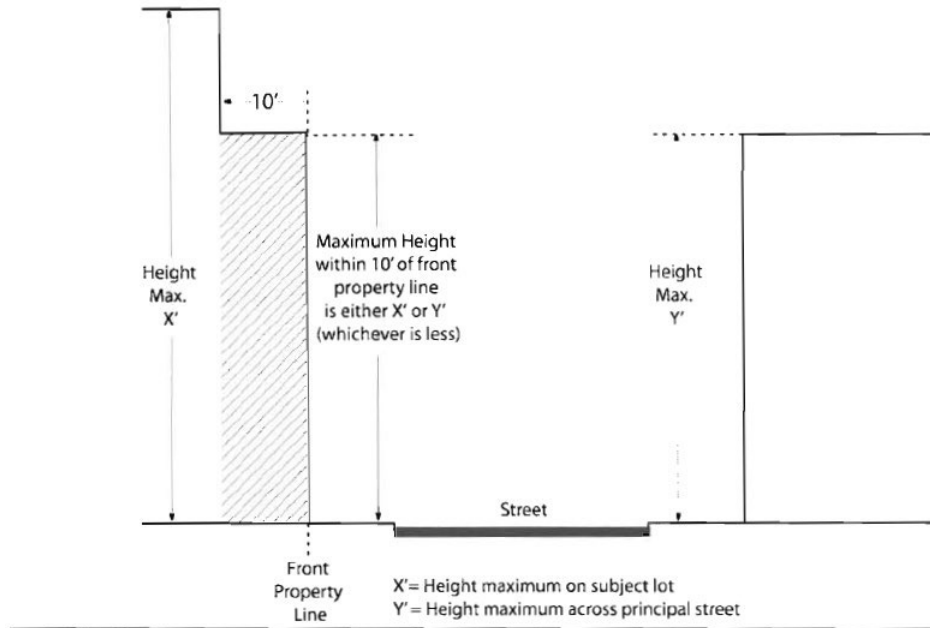 10'
Height
Max.
X'
Maximum Height
within 10' of front
property line
is either X' or Y'
(whichever is less)
Height
Max.
Y'
Street
Front
Property
Line
X'= Height maximum on subject lot
Y' = Height maximum across principal street